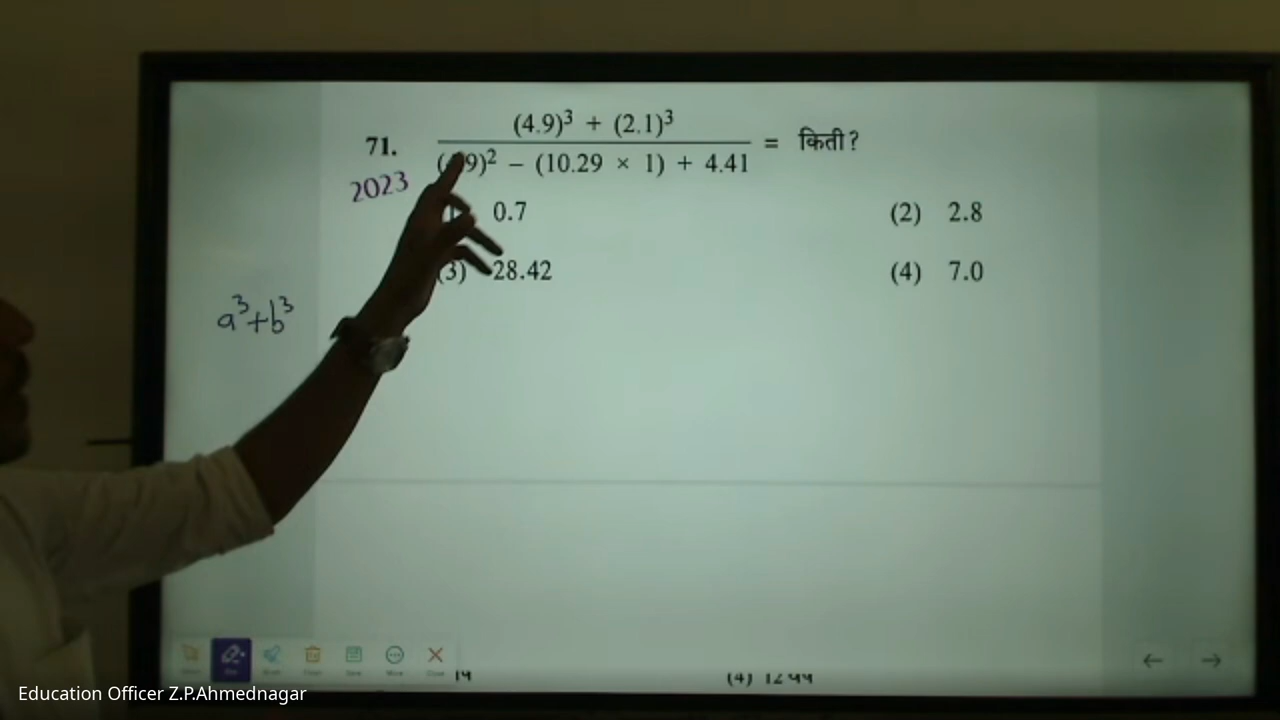 (4.9)³ + (2.1)³
71. = किती?
9)² − (10.29 × 1) + 4.41
2023
0.7 (2) 2.8
(3) 28.42 (4) 7.0
a³+b³
Education Officer Z.P.Ahmednagar